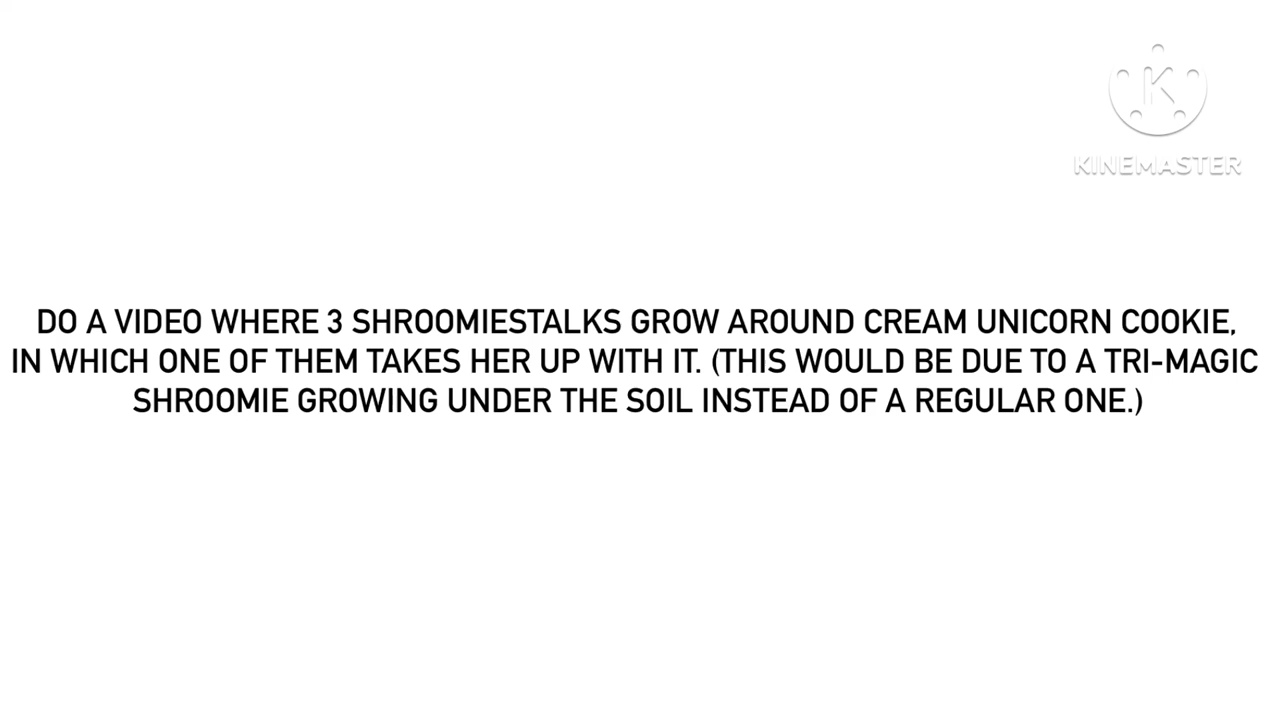 K
KINEMASTER
DO A VIDEO WHERE 3 SHROOMIESTALKS GROW AROUND CREAM UNICORN COOKIE,
IN WHICH ONE OF THEM TAKES HER UP WITH IT. (THIS WOULD BE DUE TO A TRI-MAGIC
SHROOMIE GROWING UNDER THE SOIL INSTEAD OF A REGULAR ONE.)